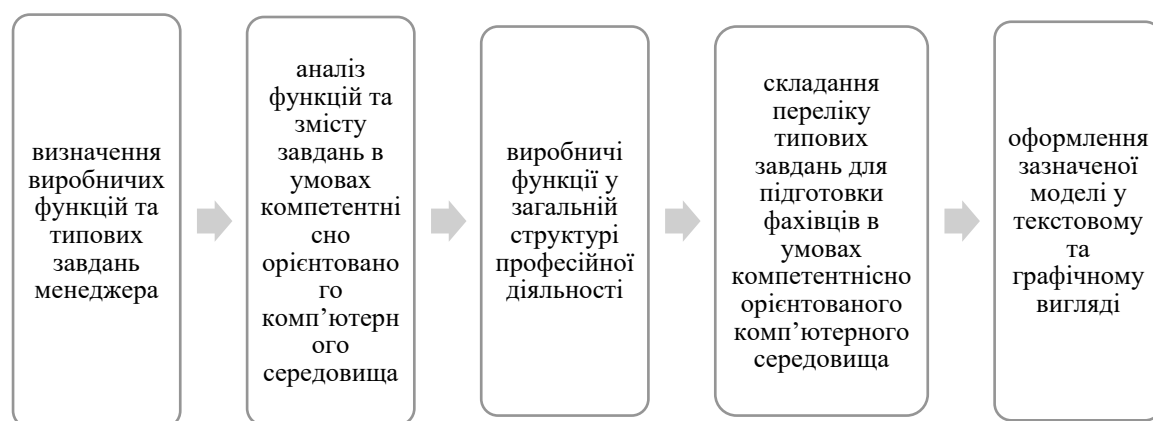 визначення
виробничих
функцій та
типових
завдань
менеджера
аналіз
функцій та
змісту
завдань в
умовах
компетентні
сно
орієнтовано
го
комп’ютерн
ого
середовища
виробничі
функції у
загальній
структурі
професійної
діяльності
складання
переліку
типових
завдань для
підготовки
фахівців в
умовах
компетентнісно
орієнтованого
комп’ютерного
середовища
оформлення
зазначеної
моделі у
текстовому
та
графічному
вигляді